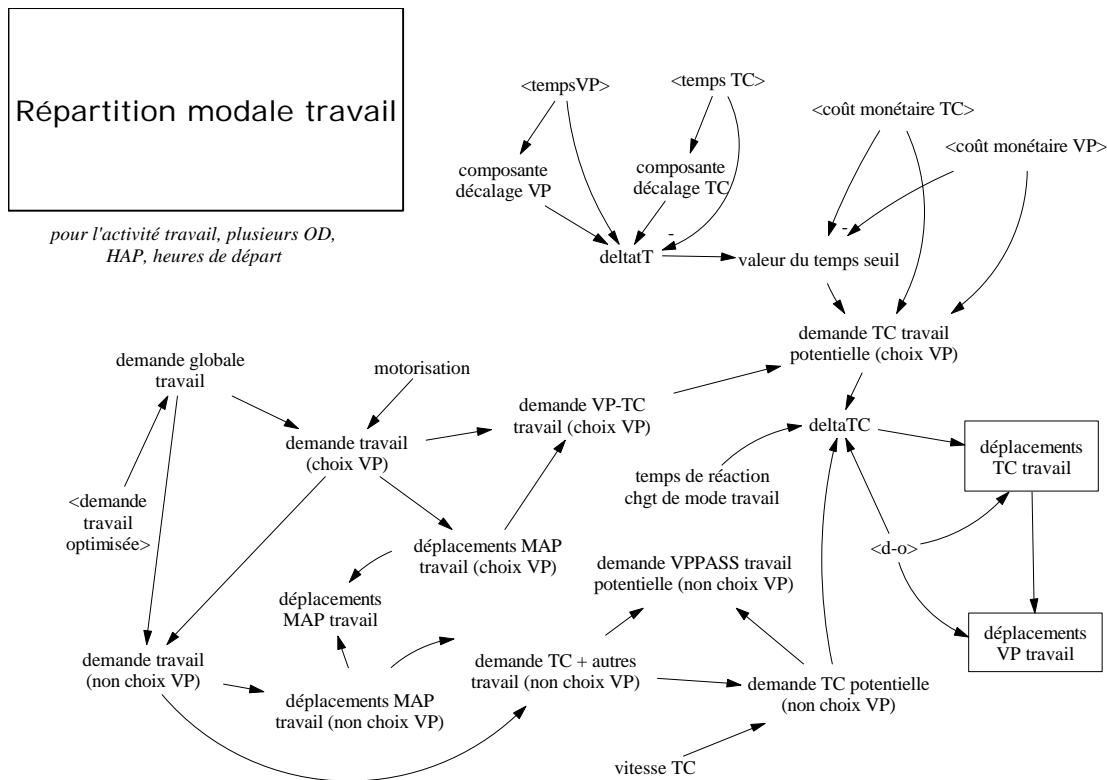 Répartition modale travail
pour l'activité travail, plusieurs OD,
HAP, heures de départ
<tempsVP>
<temps TC>
<coût monétaire TC>
<coût monétaire VP>
composante
décalage VP
composante
décalage TC
-
-
deltatT
valeur du temps seuil
demande TC travail
potentielle (choix VP)
demande globale
travail
motorisation
demande VP-TC
travail (choix VP)
deltaTC
déplacements
TC travail
demande travail
(choix VP)
temps de réaction
chgt de mode travail
<demande
travail
optimisée>
déplacements MAP
travail (choix VP)
demande VPPASS travail
potentielle (non choix VP)
<d-o>
déplacements
MAP travail
déplacements
VP travail
demande travail
(non choix VP)
demande TC + autres
travail (non choix VP)
demande TC potentielle
(non choix VP)
déplacements MAP
travail (non choix VP)
vitesse TC